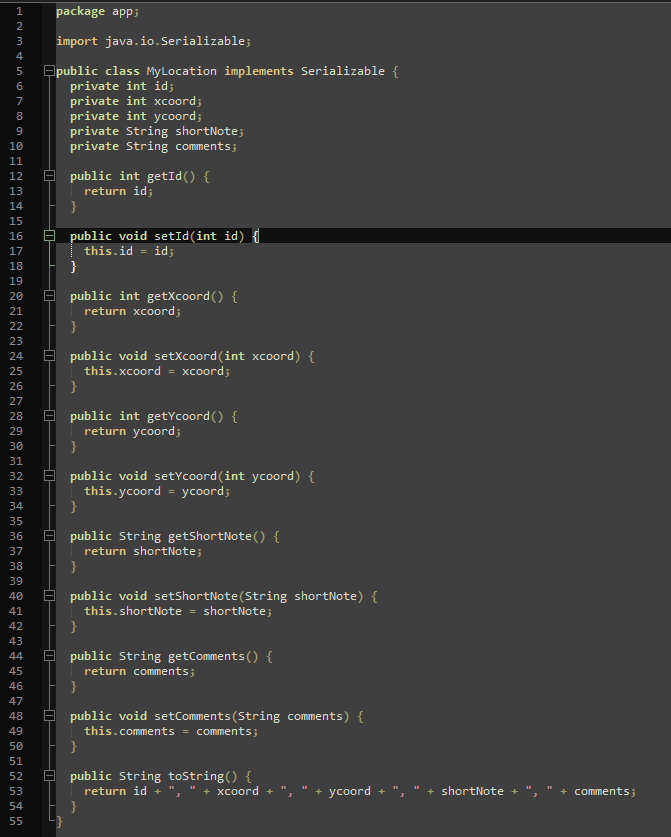 1 package app;
2
3 import java.io.Serializable;
4
5 public class MyLocation implements Serializable {
6   private int id;
7   private int xcoord;
8   private int ycoord;
9   private String shortNote;
10   private String comments;
11
12   public int getId() {
13     return id;
14   }
15
16   public void setId(int id) {
17     this.id = id;
18   }
19
20   public int getXcoord() {
21     return xcoord;
22   }
23
24   public void setXcoord(int xcoord) {
25     this.xcoord = xcoord;
26   }
27
28   public int getYcoord() {
29     return ycoord;
30   }
31
32   public void setYcoord(int ycoord) {
33     this.ycoord = ycoord;
34   }
35
36   public String getShortNote() {
37     return shortNote;
38   }
39
40   public void setShortNote(String shortNote) {
41     this.shortNote = shortNote;
42   }
43
44   public String getComments() {
45     return comments;
46   }
47
48   public void setComments(String comments) {
49     this.comments = comments;
50   }
51
52   public String toString() {
53     return id + ", " + xcoord + ", " + ycoord + ", " + shortNote + ", " + comments;
54   }
55 }